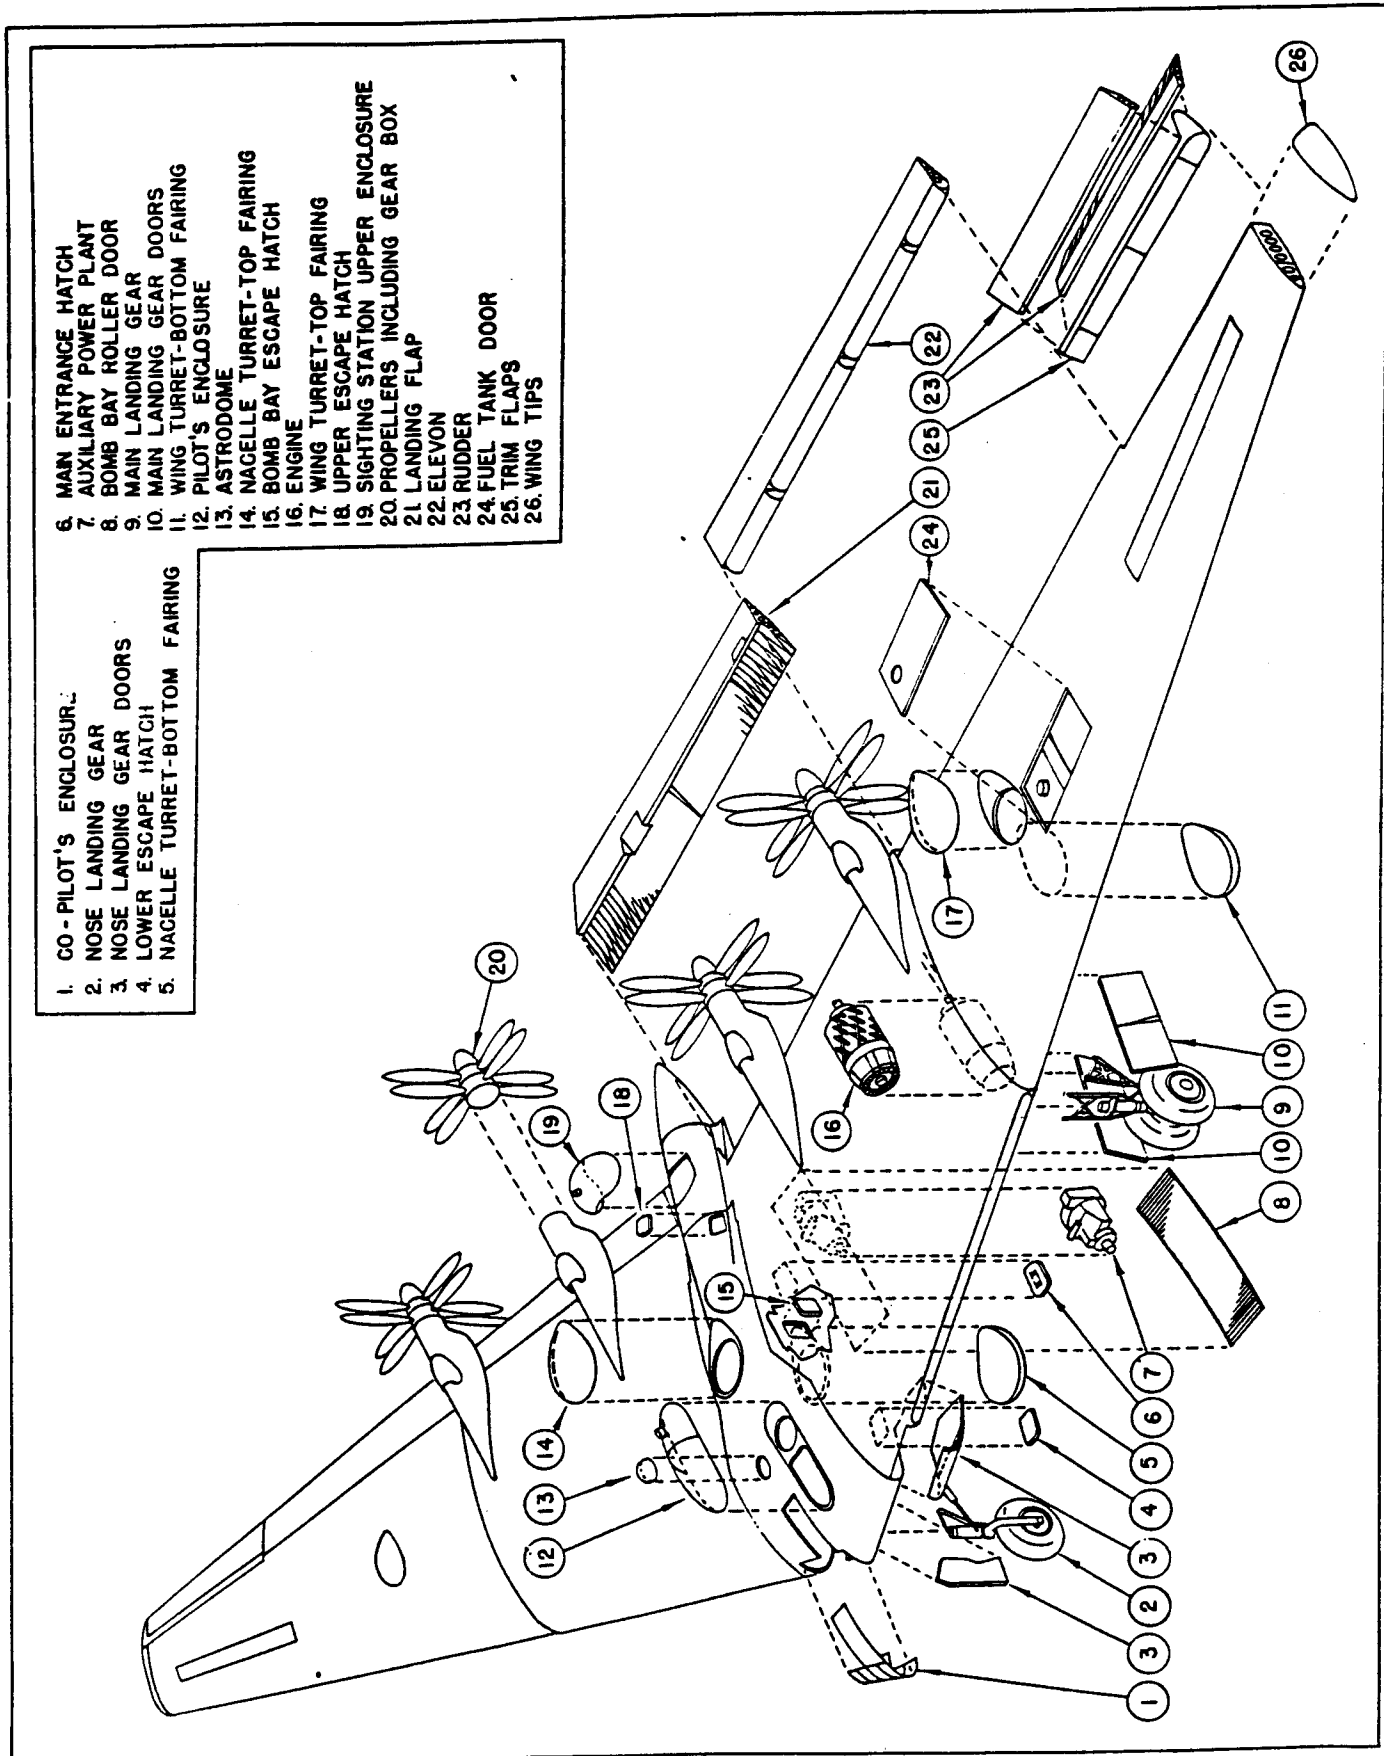 1. CO-PILOT'S ENCLOSURE
2. NOSE LANDING GEAR
3. NOSE LANDING GEAR DOORS
4. LOWER ESCAPE HATCH
5. NACELLE TURRET-BOTTOM FAIRING
6. MAIN ENTRANCE HATCH
7. AUXILIARY POWER PLANT
8. BOMB BAY ROLLER DOOR
9. MAIN LANDING GEAR
10. MAIN LANDING GEAR DOORS
11. WING TURRET-BOTTOM FAIRING
12. PILOT'S ENCLOSURE
13. ASTRODOME
14. NACELLE TURRET-TOP FAIRING
15. BOMB BAY ESCAPE HATCH
16. ENGINE
17. WING TURRET-TOP FAIRING
18. UPPER ESCAPE HATCH
19. SIGHTING STATION UPPER ENCLOSURE
20. PROPELLERS INCLUDING GEAR BOX
21. LANDING FLAP
22. ELEVON
23. RUDDER
24. FUEL TANK DOOR
25. TRIM FLAPS
26. WING TIPS
20
19
18
14
13
12
15
16
17
24
21
25
23
22
26
1
3
2
3
4
5
6
7
8
10
9
10
11